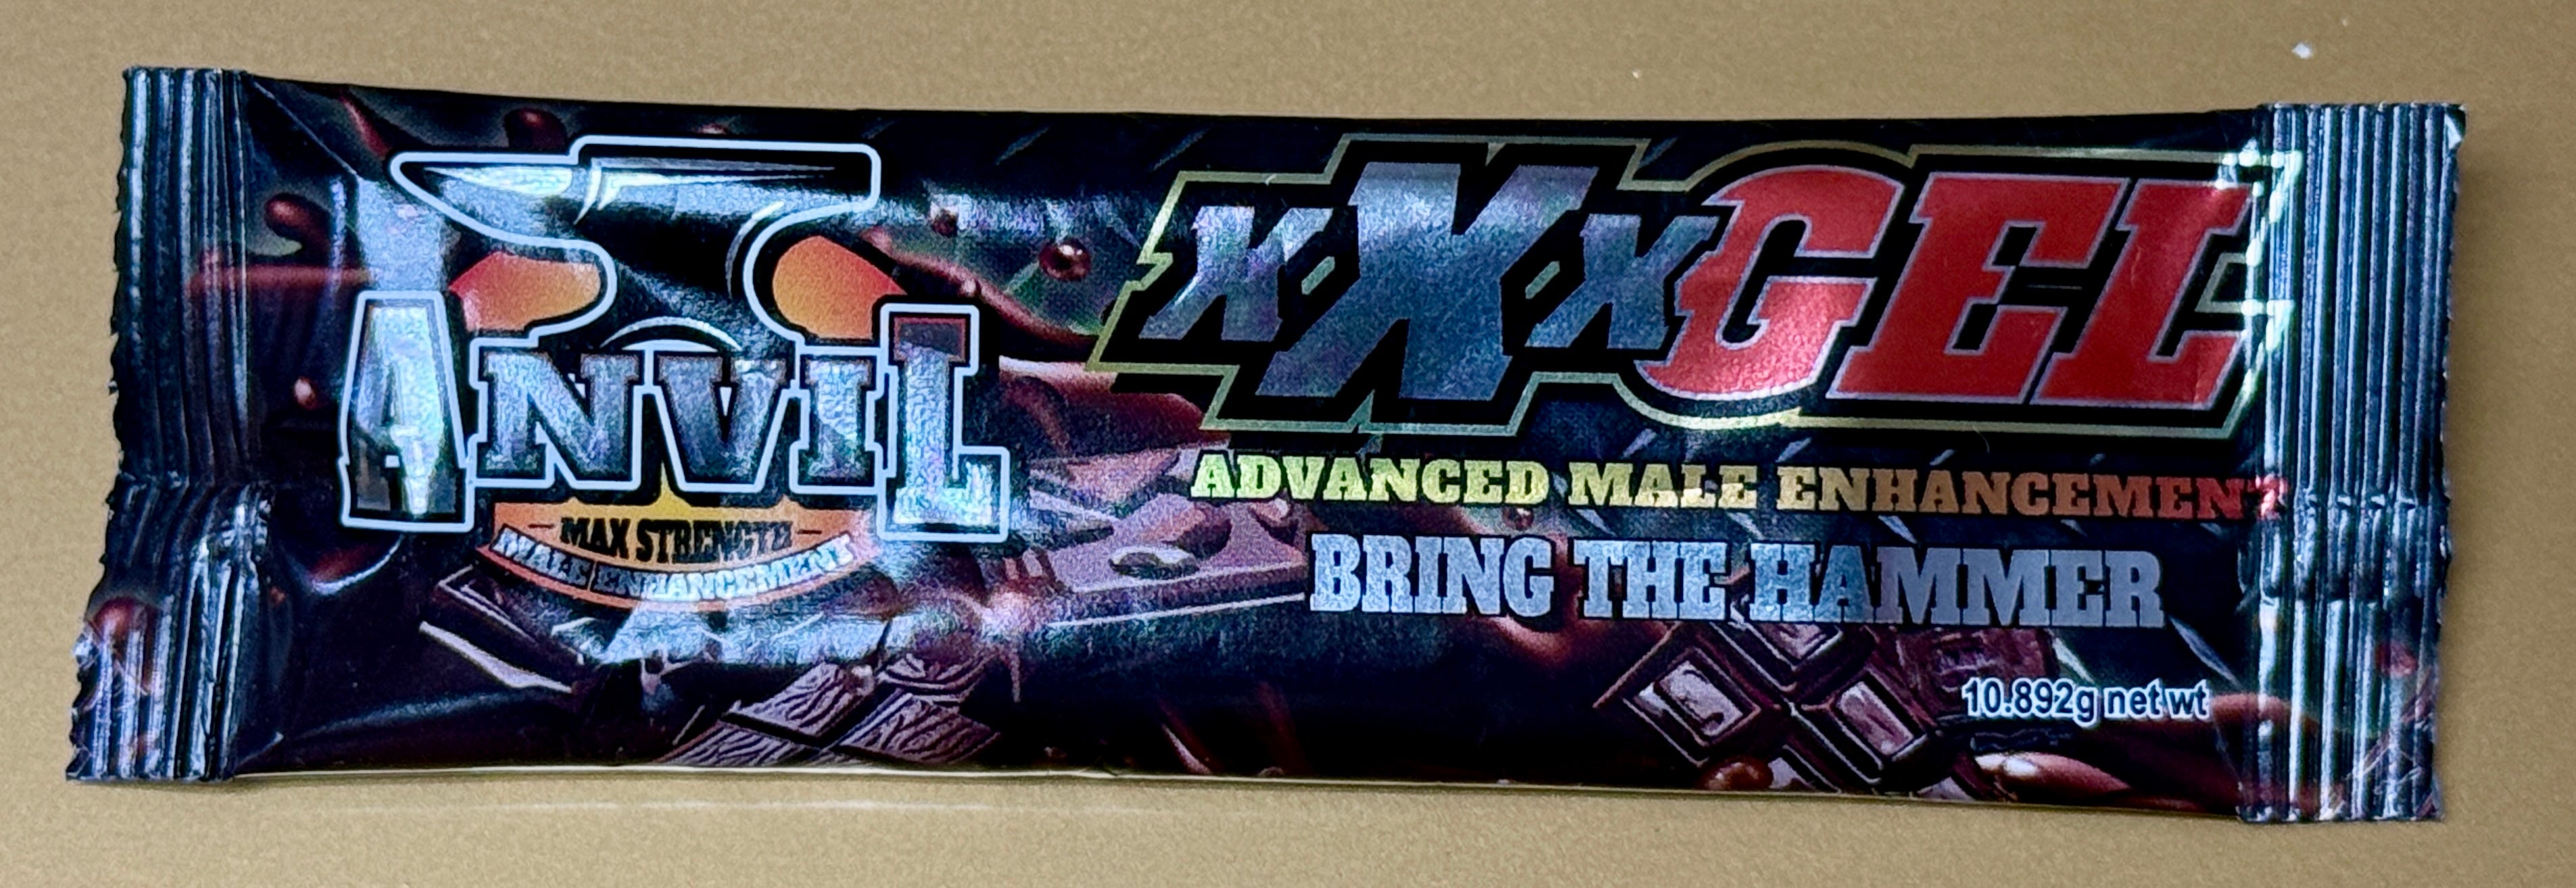 ANVIL
MAX STRENGTH
MALE ENHANCEMENT
XXXGEL
ADVANCED MALE ENHANCEMENT
BRING THE HAMMER
10.892g net wt